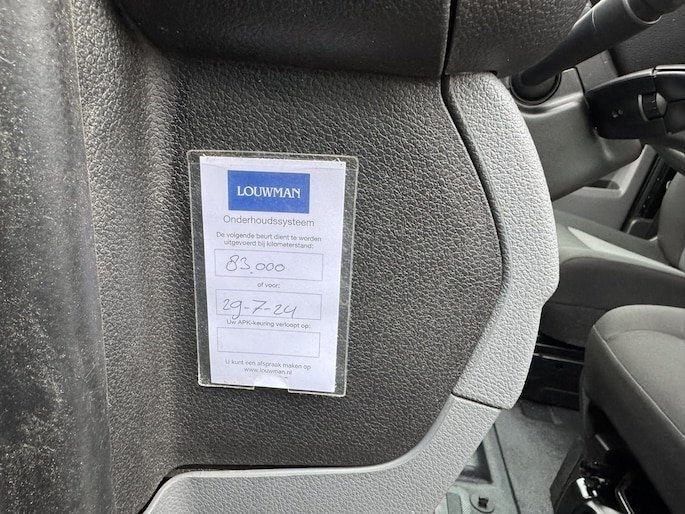 LOUWMAN
Onderhoudssysteem
De volgende beurt dient te worden
uitgevoerd bij kilometerstand:
83.000
of voor:
29-7-24
Uw APK-keuring verloopt op:
U kunt een afspraak maken op
www.louwman.nl